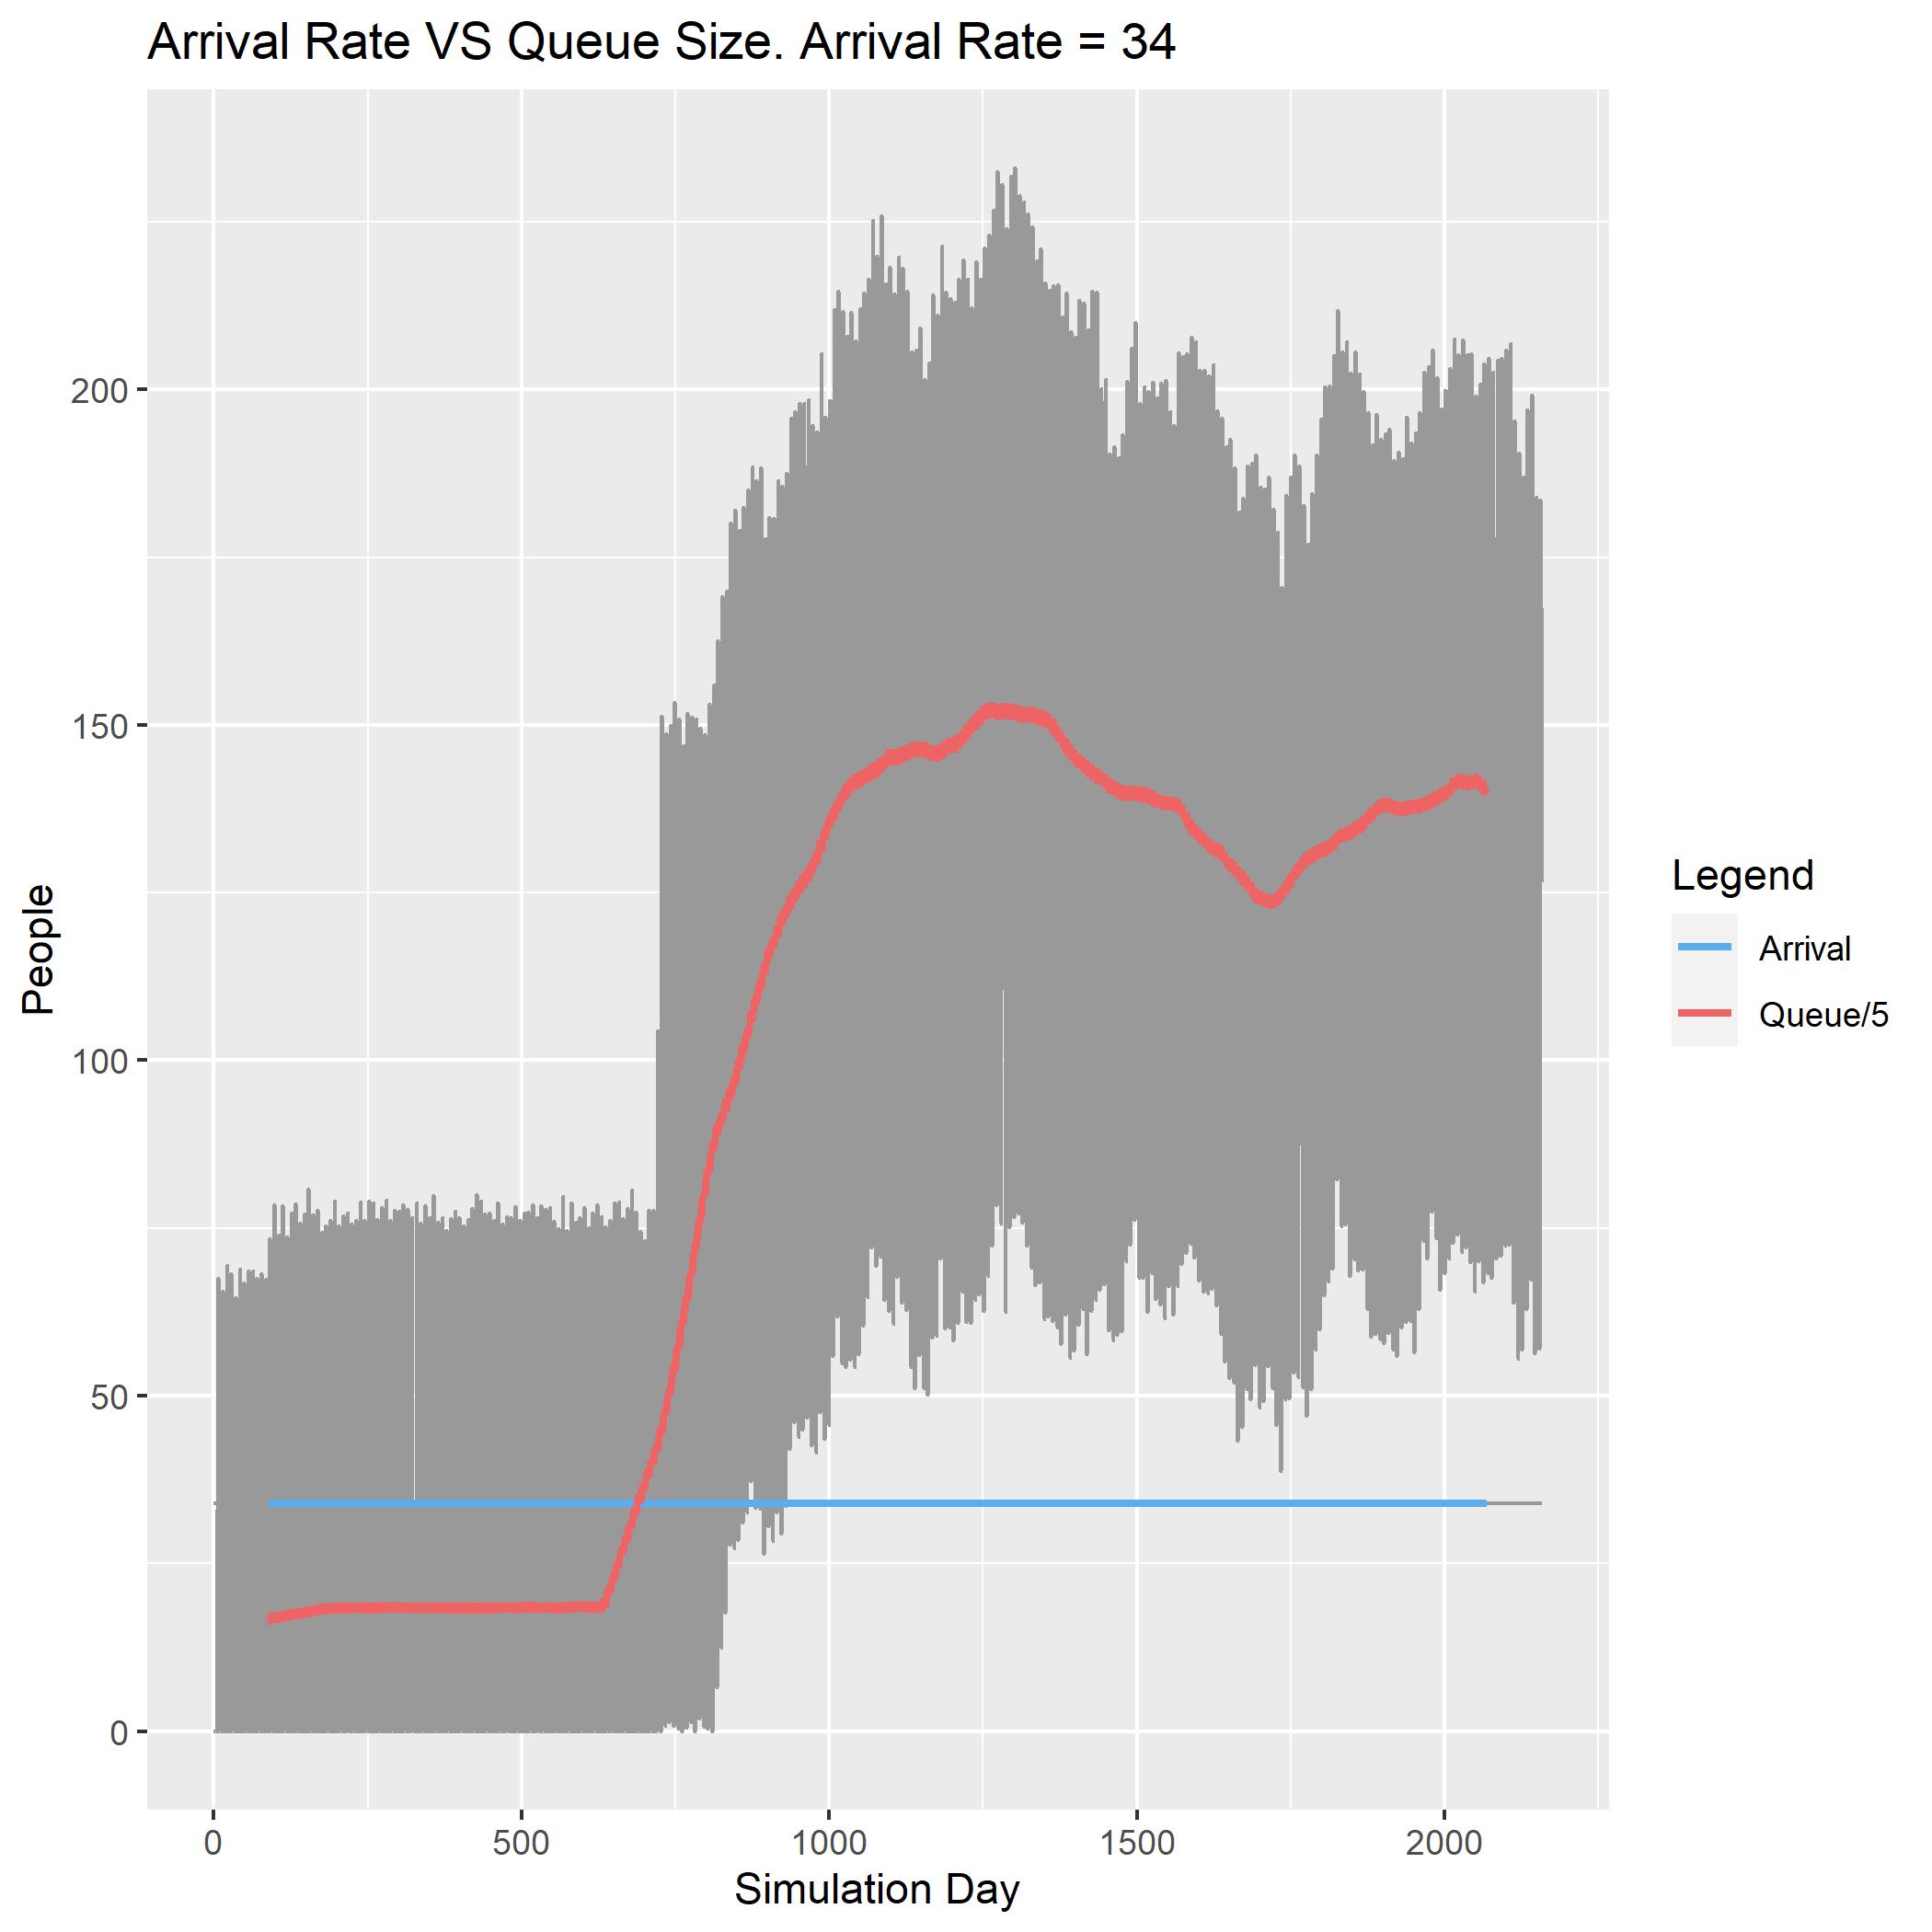 Arrival Rate VS Queue Size. Arrival Rate = 34
200
150
100
50
0
People
0 500 1000 1500 2000
Simulation Day
Legend
Arrival
Queue/5